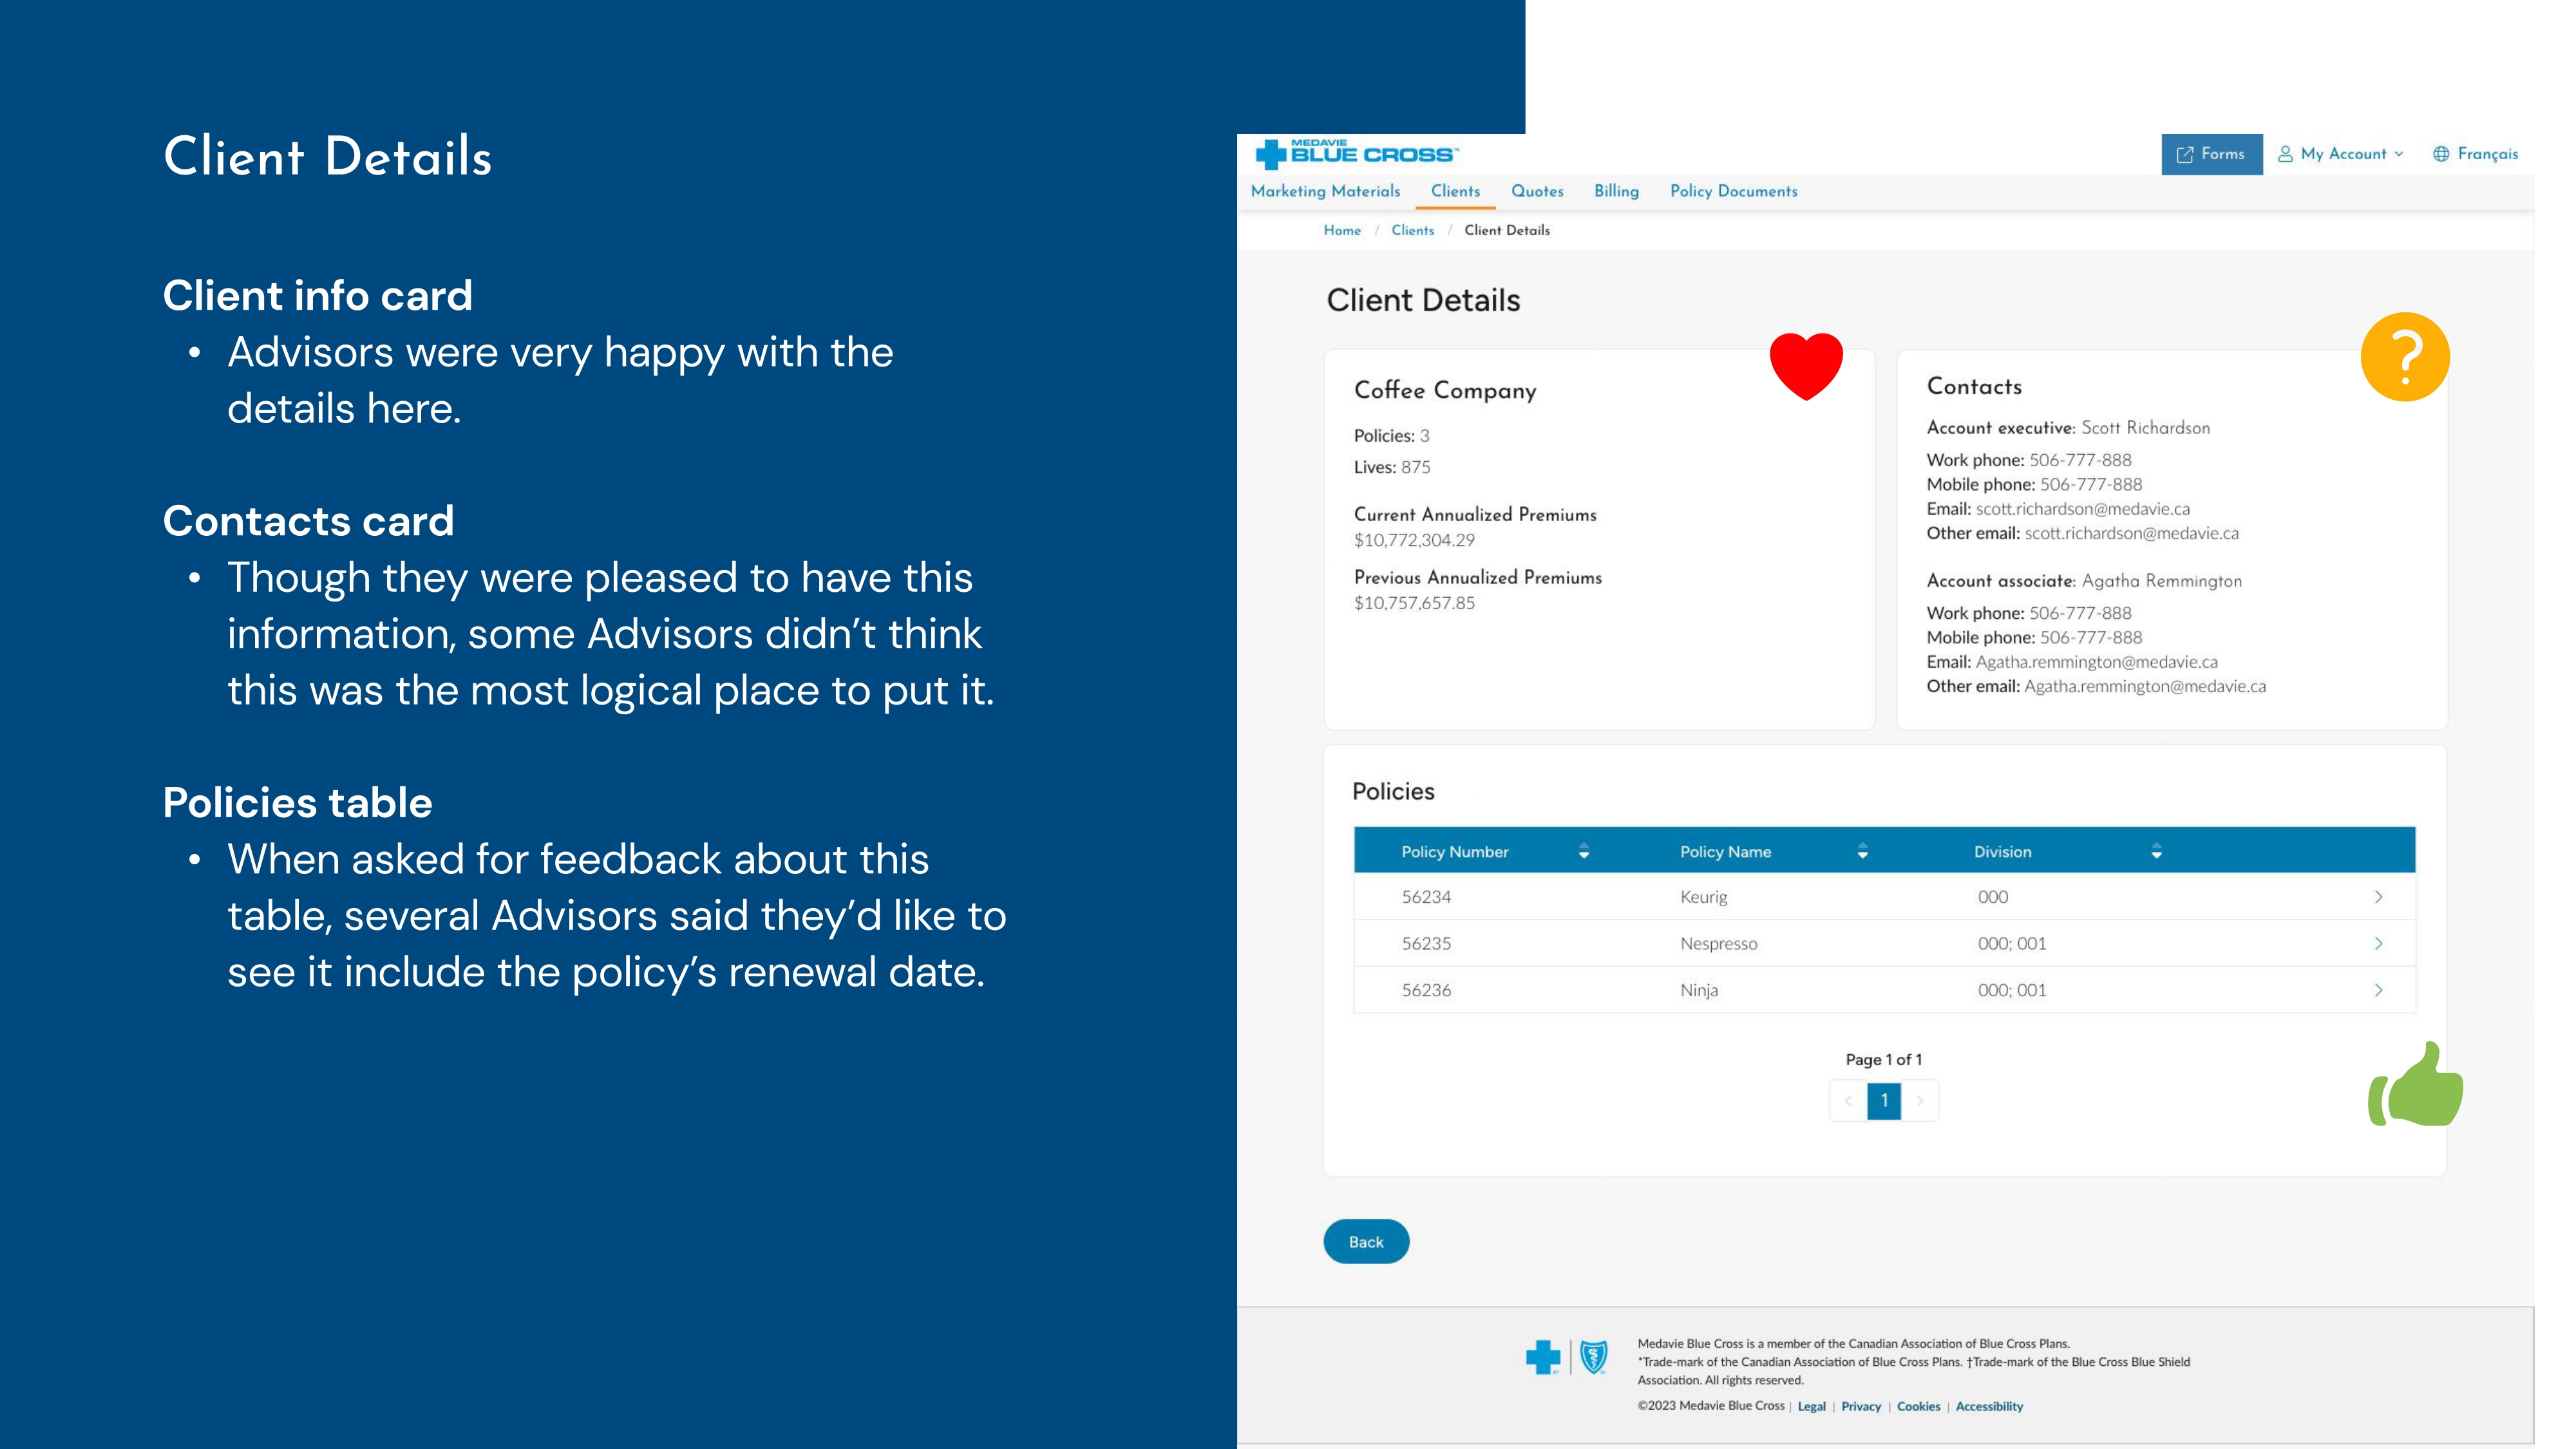 Client Details
Client info card
• Advisors were very happy with the
details here.
Contacts card
• Though they were pleased to have this
information, some Advisors didn't think
this was the most logical place to put it.
Policies table
• When asked for feedback about this
table, several Advisors said they'd like to
see it include the policy's renewal date.
MEDAVIE
BLUE CROSS™
Forms
My Account
Français
Marketing Materials Clients Quotes Billing Policy Documents
Home / Clients / Client Details
Client Details
Coffee Company
Policies: 3
Lives: 875
Current Annualized Premiums
$10,772,304.29
Previous Annualized Premiums
$10,757,657.85
?
Contacts
Account executive: Scott Richardson
Work phone: 506-777-888
Mobile phone: 506-777-888
Email: scott.richardson@medavie.ca
Other email: scott.richardson@medavie.ca
Account associate: Agatha Remmington
Work phone: 506-777-888
Mobile phone: 506-777-888
Email: Agatha.remmington@medavie.ca
Other email: Agatha.remmington@medavie.ca
Policies
Policy Number Policy Name Division
56234 Keurig 000
56235 Nespresso 000; 001
56236 Ninja 000; 001
Page 1 of 1
< 1 >
Back
Medavie Blue Cross is a member of the Canadian Association of Blue Cross Plans.
*Trade-mark of the Canadian Association of Blue Cross Plans. †Trade-mark of the Blue Cross Blue Shield
Association. All rights reserved.
©2023 Medavie Blue Cross | Legal | Privacy | Cookies | Accessibility